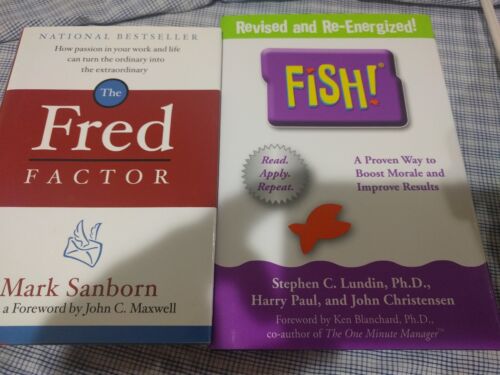 NATIONAL BESTSELLER
How passion in your work and life
can turn the ordinary into
the extraordinary
The
Fred
FACTOR
Mark Sanborn
a Foreword by John C. Maxwell
Revised and Re-Energized!
FiSH!
Read.
Apply.
Repeat.
A Proven Way to
Boost Morale and
Improve Results
Stephen C. Lundin, Ph.D.,
Harry Paul, and John Christensen
Foreword by Ken Blanchard, Ph.D.,
co-author of The One Minute Manager™